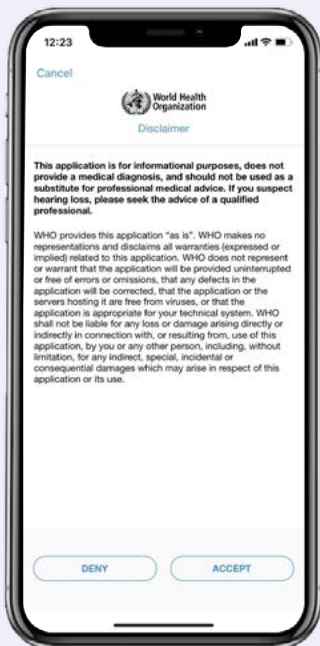 12:23
Cancel
World Health
Organization
Disclaimer
This application is for informational purposes, does not
provide a medical diagnosis, and should not be used as a
substitute for professional medical advice. If you suspect
hearing loss, please seek the advice of a qualified
professional.
WHO provides this application "as is". WHO makes no
representations and disclaims all warranties (expressed or
implied) related to this application. WHO does not represent
or warrant that the application will be provided uninterrupted
or free of errors or omissions, that any defects in the
application will be corrected, that the application or the
servers hosting it are free from viruses, or that the
application is appropriate for your technical system. WHO
shall not be liable for any loss or damage arising directly or
indirectly in connection with, or resulting from, use of this
application, by you or any other person, including, without
limitation, for any indirect, special, incidental or
consequential damages which may arise in respect of this
application or its use.
DENY ACCEPT